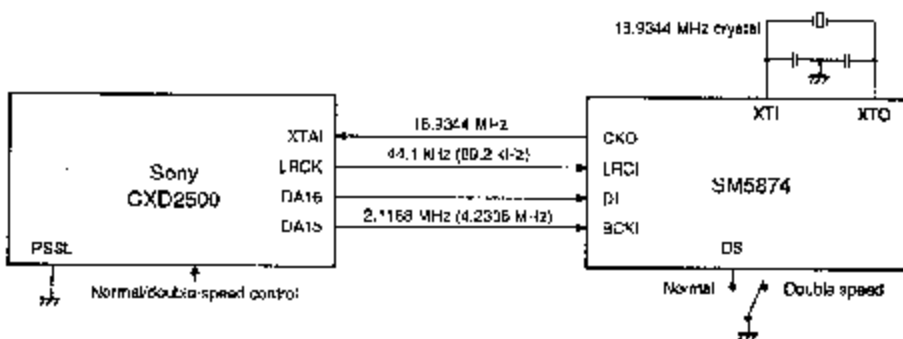 16.9344 MHz crystal
XTI
XTO
XTAI
16.9344 MHz
CKO
Sony
CXD2500
LRCK
44.1 kHz (88.2 kHz)
LRCI
SM5874
DA16
DI
DA15
2.1168 MHz (4.2336 MHz)
BCKI
PSSL
DS
Normal/double-speed control
Normal
Double speed